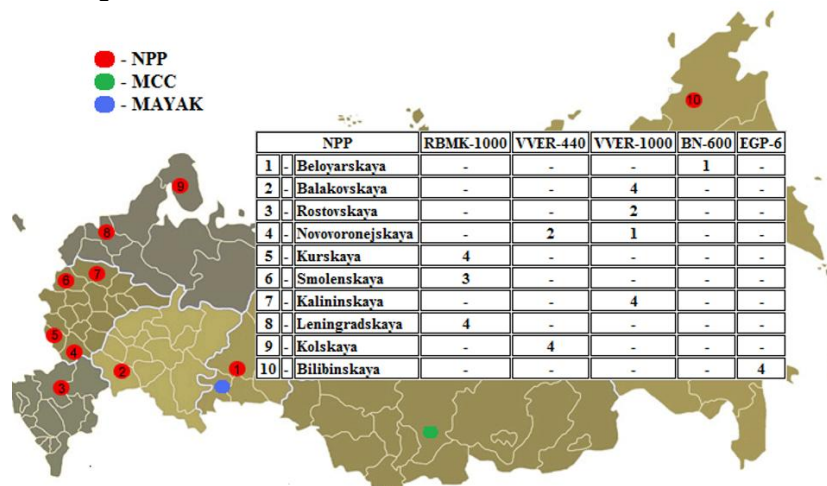 - NPP
- MCC
- MAYAK
NPP RBMK-1000 VVER-440 VVER-1000 BN-600 EGP-6
1 - Beloyarskaya - - - 1 -
2 - Balakovskaya - - 4 - -
3 - Rostovskaya - - 2 - -
4 - Novovoronejskaya - 2 1 - -
5 - Kurskaya 4 - - - -
6 - Smolenskaya 3 - - - -
7 - Kalininskaya - - 4 - -
8 - Leningradskaya 4 - - - -
9 - Kolskaya - 4 - - -
10 - Bilibinskaya - - - - 4
10
9
8
7
6
5
4
3
2
1